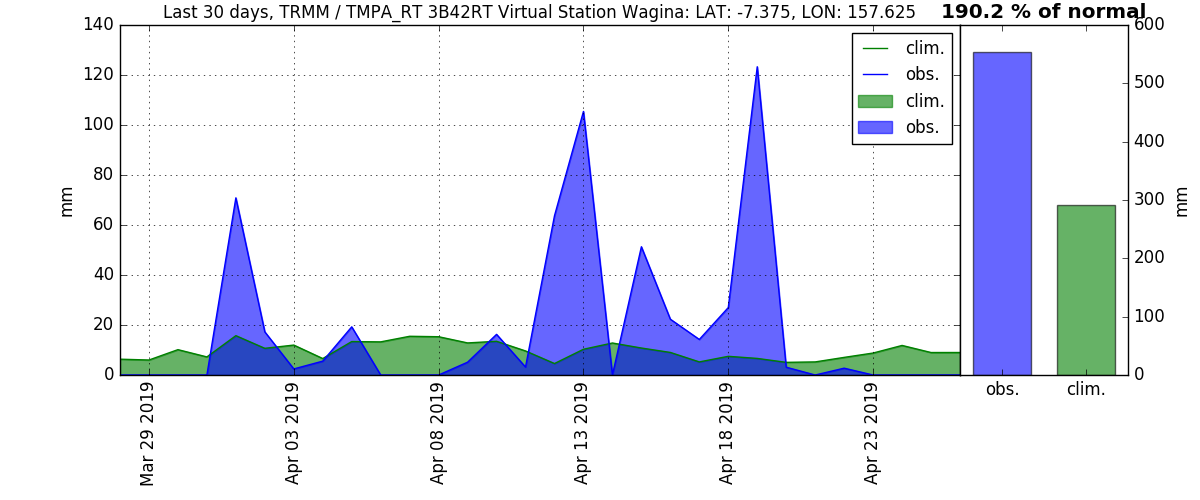 Last 30 days, TRMM / TMPA_RT 3B42RT Virtual Station Wagina: LAT: -7.375, LON: 157.625
190.2 % of normal
140
120
100
80
60
40
20
0
mm
clim.
obs.
clim.
obs.
600
500
400
300
200
100
0
mm
Mar 29 2019
Apr 03 2019
Apr 08 2019
Apr 13 2019
Apr 18 2019
Apr 23 2019
obs.
clim.